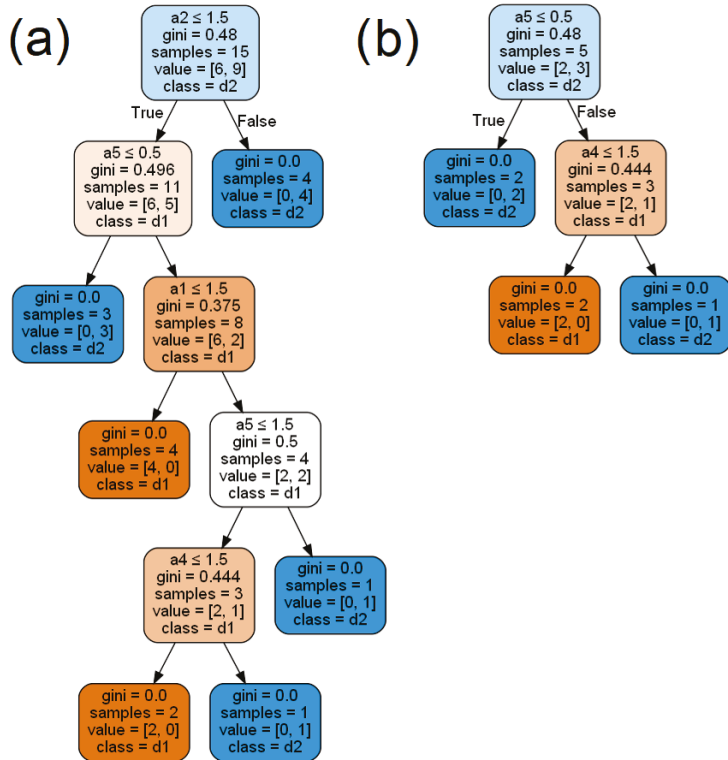 (a)
a2 ≤ 1.5
gini = 0.48
samples = 15
value = [6, 9]
class = d2
True
False
a5 ≤ 0.5
gini = 0.496
samples = 11
value = [6, 5]
class = d1
gini = 0.0
samples = 4
value = [0, 4]
class = d2
gini = 0.0
samples = 3
value = [0, 3]
class = d2
a1 ≤ 1.5
gini = 0.375
samples = 8
value = [6, 2]
class = d1
gini = 0.0
samples = 4
value = [4, 0]
class = d1
a5 ≤ 1.5
gini = 0.5
samples = 4
value = [2, 2]
class = d1
a4 ≤ 1.5
gini = 0.444
samples = 3
value = [2, 1]
class = d1
gini = 0.0
samples = 1
value = [0, 1]
class = d2
gini = 0.0
samples = 2
value = [2, 0]
class = d1
gini = 0.0
samples = 1
value = [0, 1]
class = d2
(b)
a5 ≤ 0.5
gini = 0.48
samples = 5
value = [2, 3]
class = d2
True
False
gini = 0.0
samples = 2
value = [0, 2]
class = d2
a4 ≤ 1.5
gini = 0.444
samples = 3
value = [2, 1]
class = d1
gini = 0.0
samples = 2
value = [2, 0]
class = d1
gini = 0.0
samples = 1
value = [0, 1]
class = d2